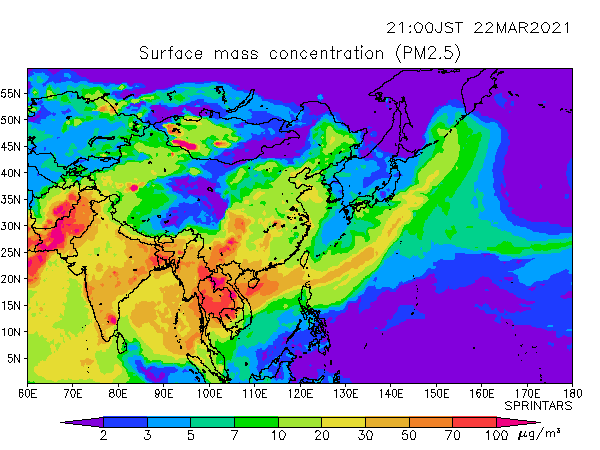 21:00JST 22MAR2021
Surface mass concentration (PM2.5)
55N
50N
45N
40N
35N
30N
25N
20N
15N
10N
5N
60E 70E 80E 90E 100E 110E 120E 130E 140E 150E 160E 170E 180
SPRINTARS
2 3 5 7 10 20 30 50 70 100 μg/m³